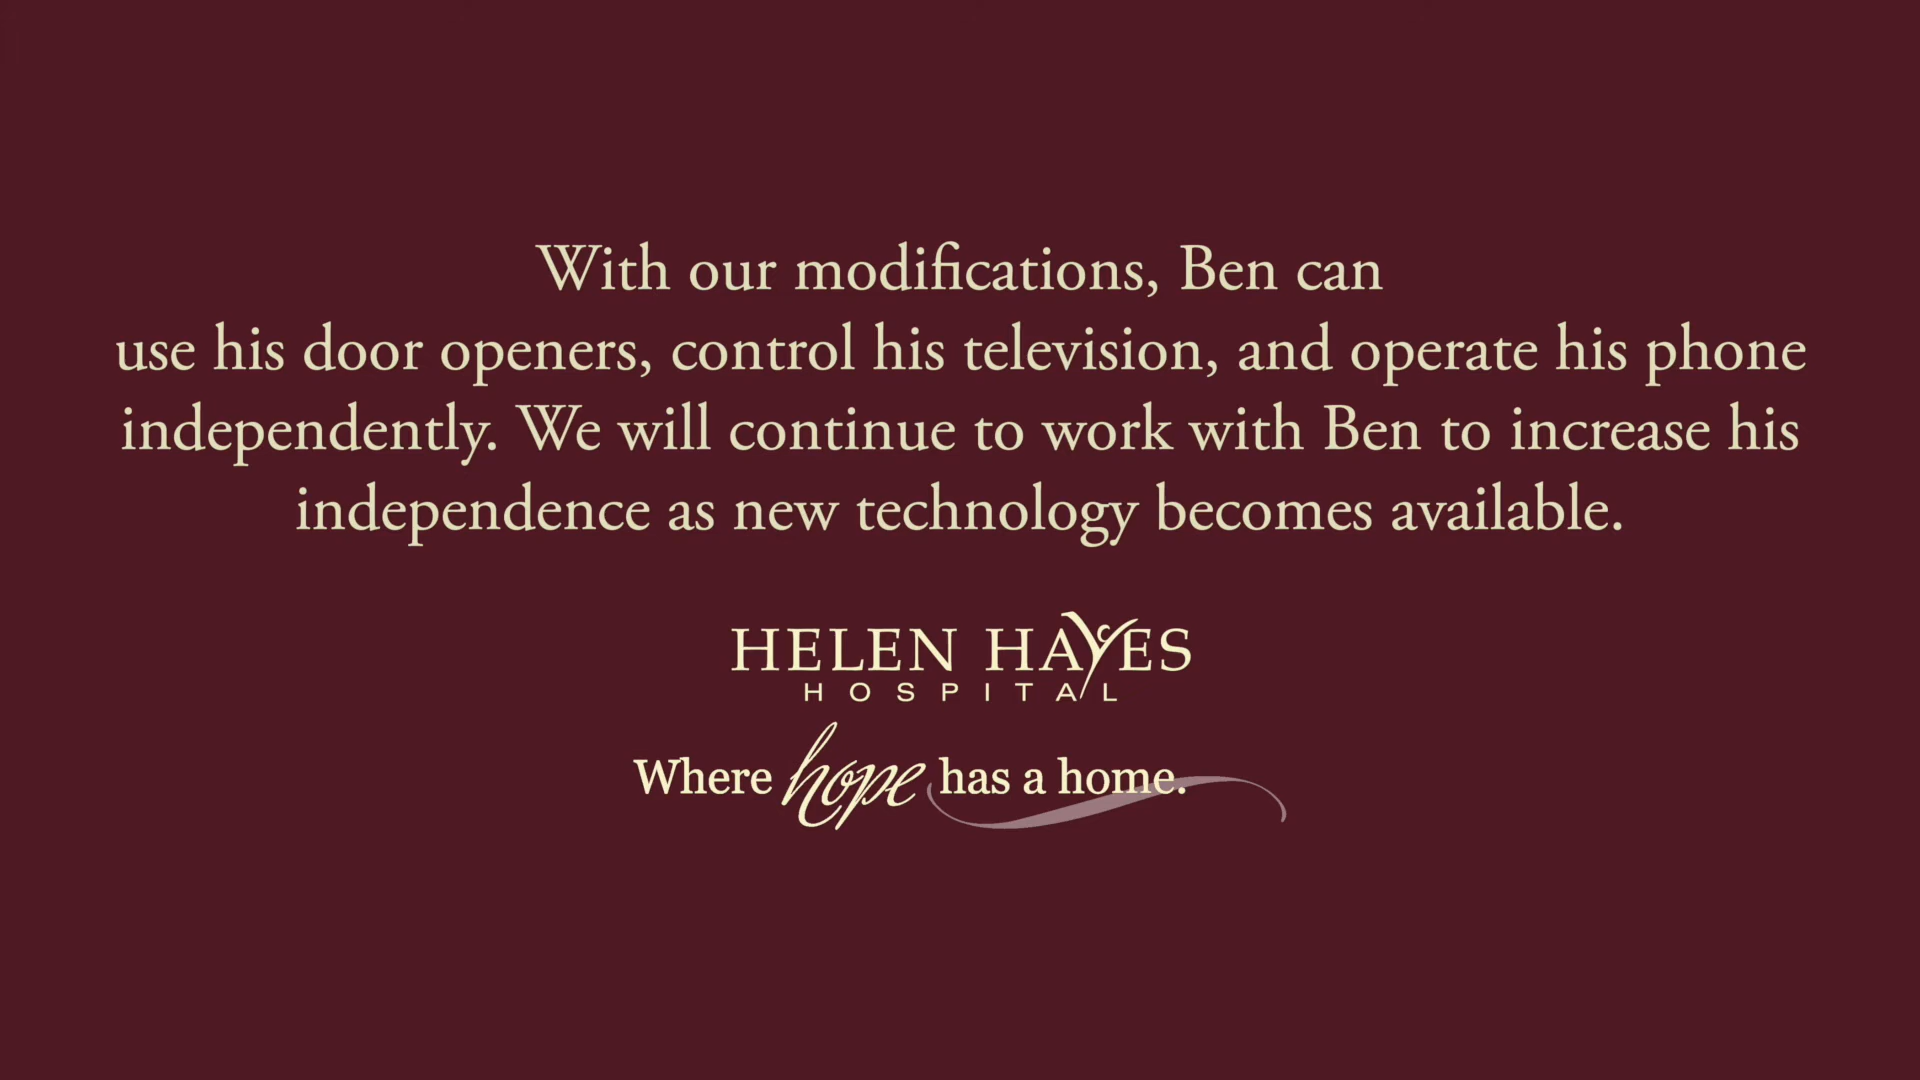 With our modifications, Ben can
use his door openers, control his television, and operate his phone
independently. We will continue to work with Ben to increase his
independence as new technology becomes available.
HELEN HAYES
HOSPITAL
Where hope has a home.